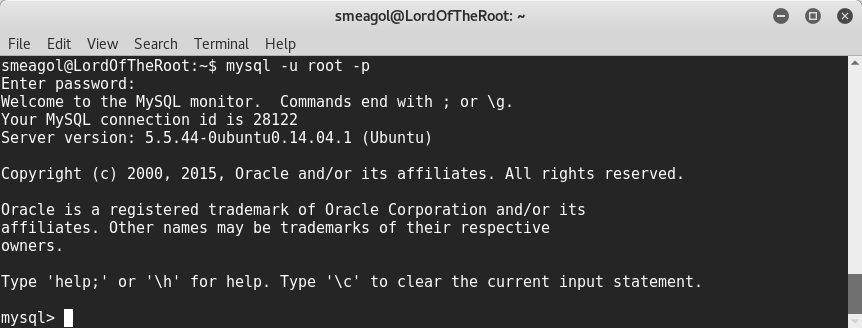 smeagol@LordOfTheRoot: ~
File Edit View Search Terminal Help
smeagol@LordOfTheRoot:~$ mysql -u root -p
Enter password:
Welcome to the MySQL monitor.  Commands end with ; or \g.
Your MySQL connection id is 28122
Server version: 5.5.44-0ubuntu0.14.04.1 (Ubuntu)
Copyright (c) 2000, 2015, Oracle and/or its affiliates. All rights reserved.
Oracle is a registered trademark of Oracle Corporation and/or its
affiliates. Other names may be trademarks of their respective
owners.
Type 'help;' or '\h' for help. Type '\c' to clear the current input statement.
mysql>